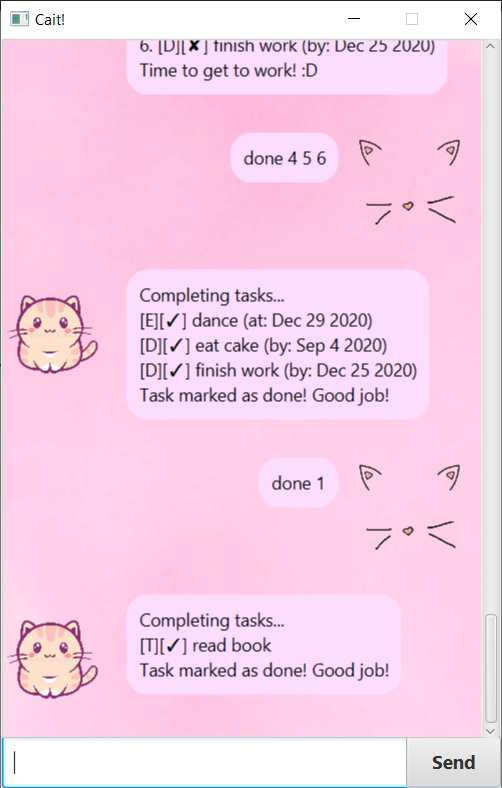 Cait!
6. [D][✘] finish work (by: Dec 25 2020)
Time to get to work! :D
done 4 5 6
Completing tasks...
[E][✓] dance (at: Dec 29 2020)
[D][✓] eat cake (by: Sep 4 2020)
[D][✓] finish work (by: Dec 25 2020)
Task marked as done! Good job!
done 1
Completing tasks...
[T][✓] read book
Task marked as done! Good job!
Send